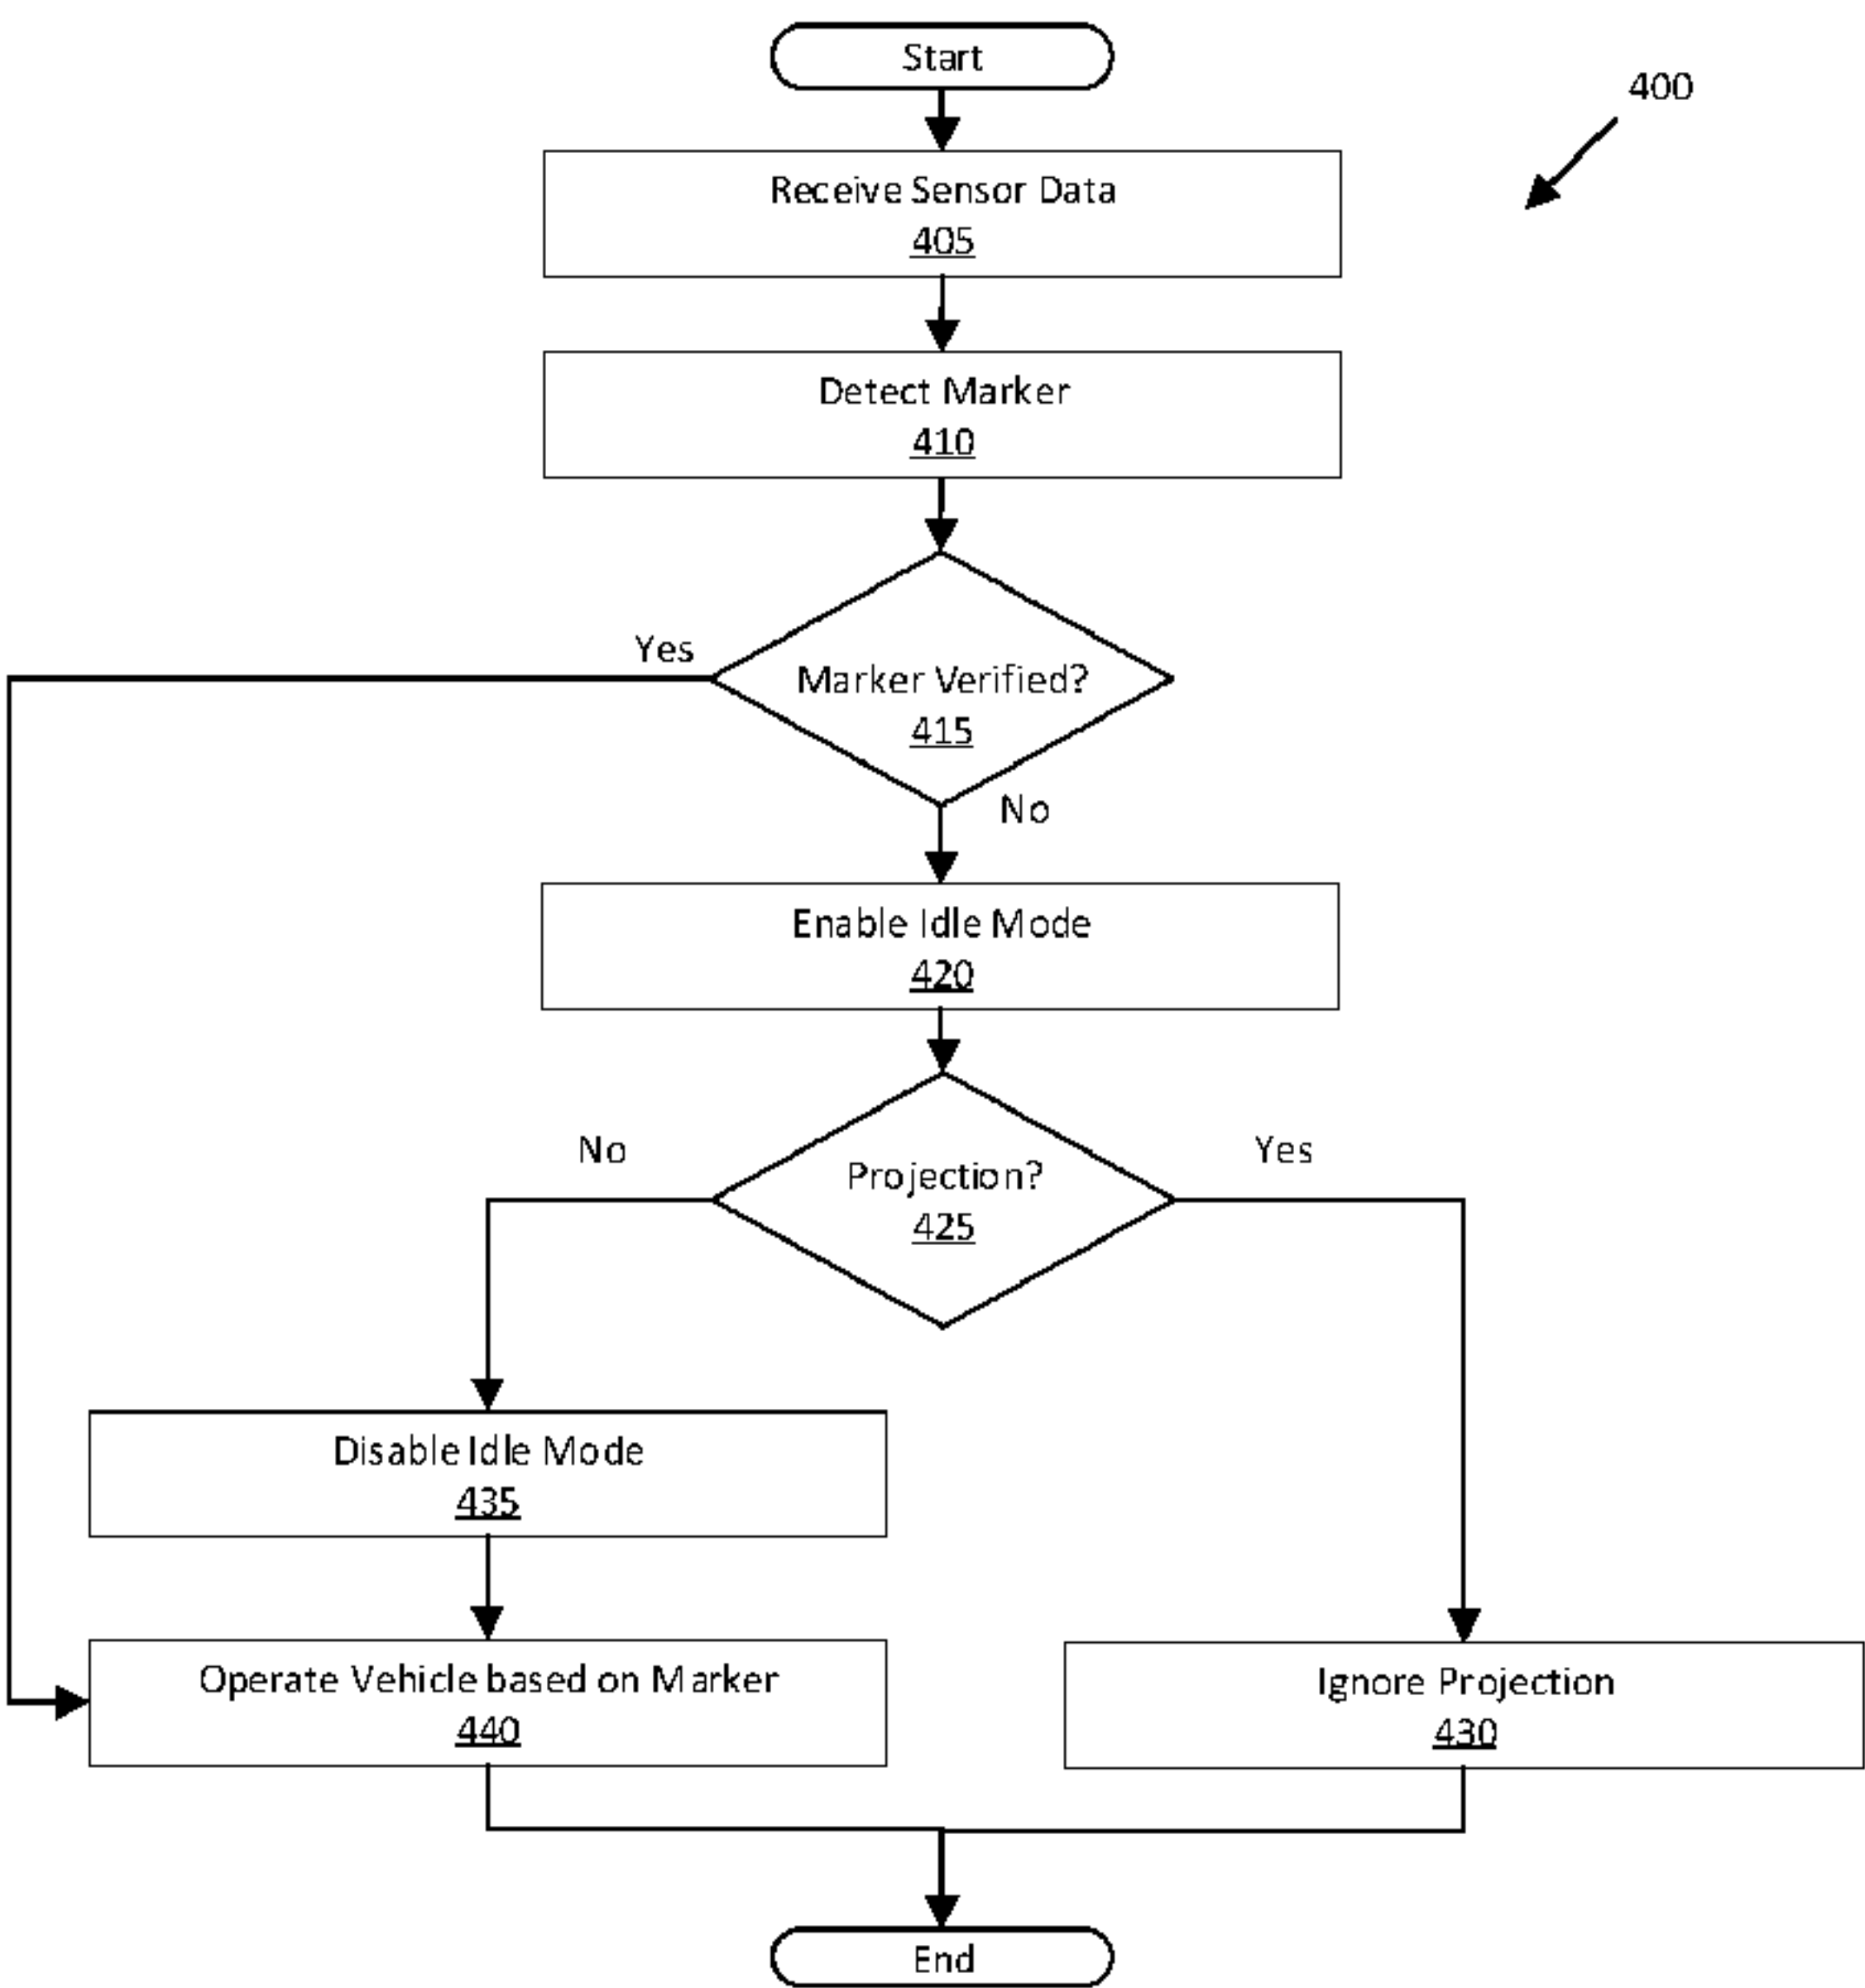 Start
400
Receive Sensor Data
405
Detect Marker
410
Yes
Marker Verified?
415
No
Enable Idle Mode
420
No
Yes
Projection?
425
Disable Idle Mode
435
Operate Vehicle based on Marker
440
Ignore Projection
430
End